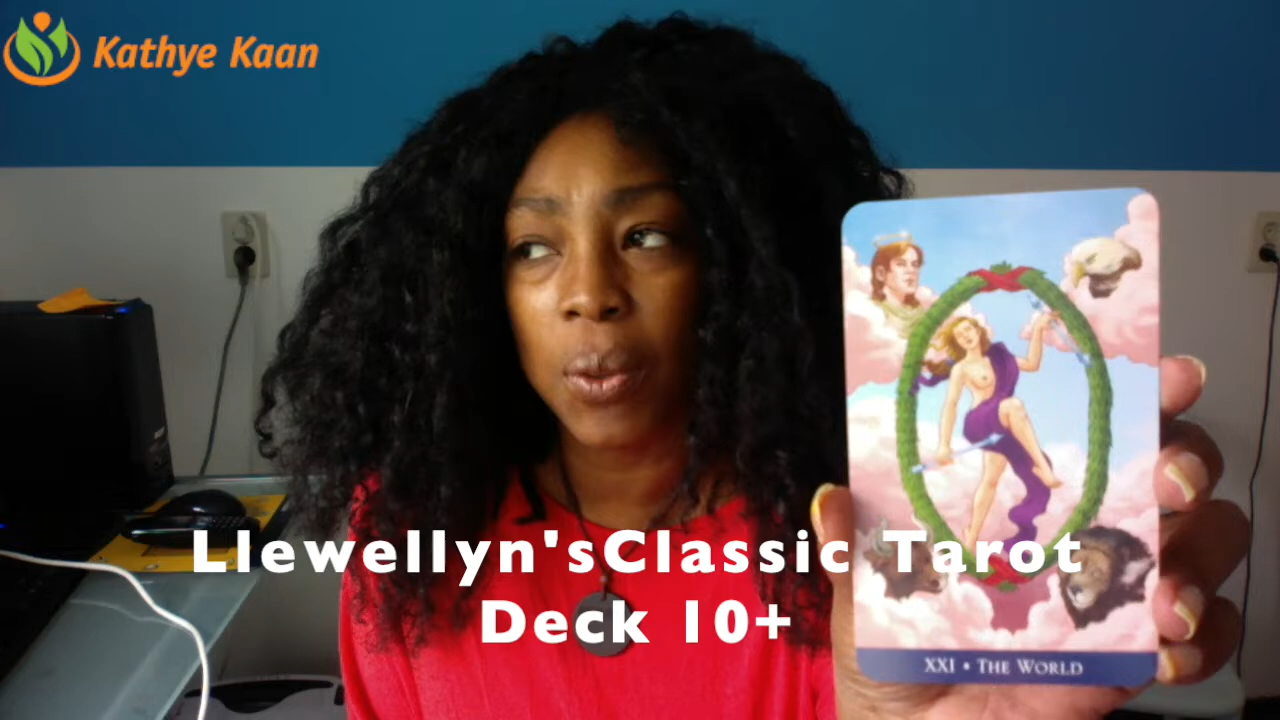 Kathye Kaan
Llewellyn'sClassic Tarot
Deck 10+
XXI • THE WORLD